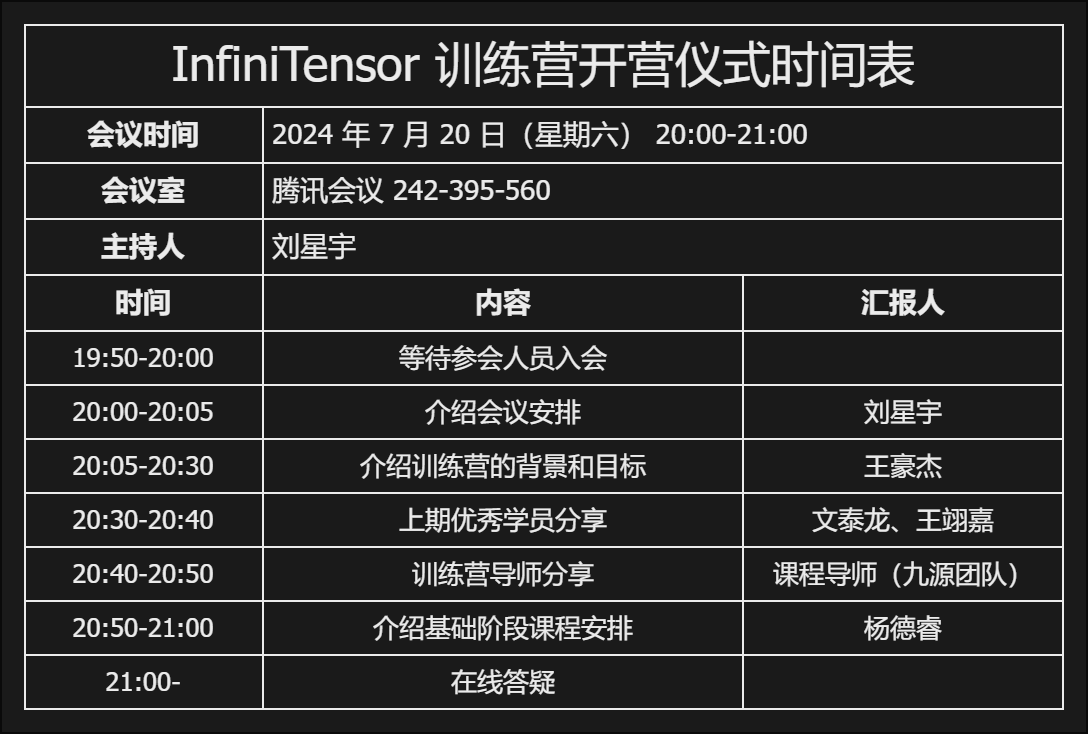 InfiniTensor 训练营开营仪式时间表
会议时间 2024 年 7 月 20 日（星期六） 20:00-21:00
会议室 腾讯会议 242-395-560
主持人 刘星宇
时间 内容 汇报人
19:50-20:00 等待参会人员入会
20:00-20:05 介绍会议安排 刘星宇
20:05-20:30 介绍训练营的背景和目标 王豪杰
20:30-20:40 上期优秀学员分享 文泰龙、王翊嘉
20:40-20:50 训练营导师分享 课程导师（九源团队）
20:50-21:00 介绍基础阶段课程安排 杨德睿
21:00- 在线答疑